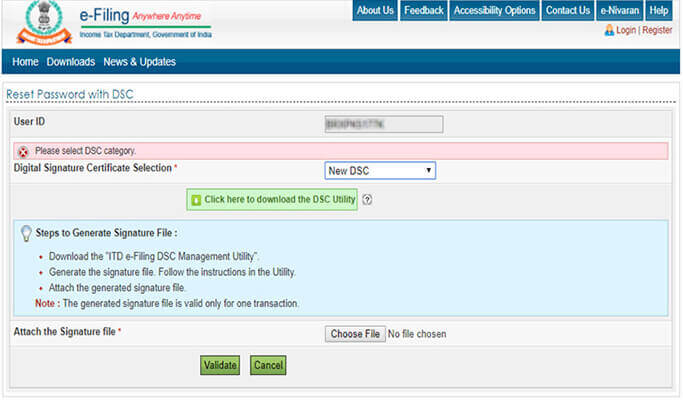 About Us Feedback Accessibility Options Contact Us e-Nivaran Help
e-Filing Anywhere Anytime
Income Tax Department, Government of India
Login | Register
Home Downloads News & Updates
Reset Password with DSC
User ID
Please select DSC category.
Digital Signature Certificate Selection * New DSC
Click here to download the DSC Utility ?
Steps to Generate Signature File :
Download the "ITD e-Filing DSC Management Utility".
Generate the signature file. Follow the instructions in the Utility.
Attach the generated signature file.
Note : The generated signature file is valid only for one transaction.
Attach the Signature file * Choose File No file chosen
Validate Cancel